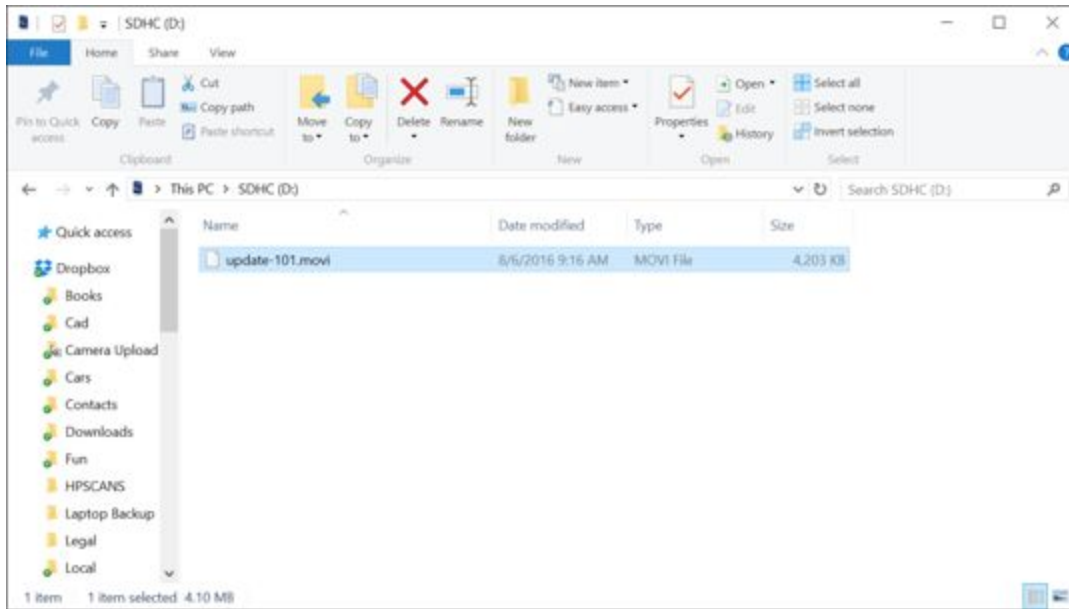 SDHC (D:)
File Home Share View
Pin to Quick access
Copy
Paste
Cut
Copy path
Paste shortcut
Move to
Copy to
Delete
Rename
New folder
New item
Easy access
Properties
Open
Edit
History
Select all
Select none
Invert selection
Clipboard Organize New Open Select
This PC > SDHC (D:) Search SDHC (D:)
Name Date modified Type Size
update-101.movi 8/6/2016 9:16 AM MOVI File 4,203 KB
Quick access
Dropbox
Books
Cad
Camera Upload
Cars
Contacts
Downloads
Fun
HPSCANS
Laptop Backup
Legal
Local
1 item 1 item selected 4.10 MB